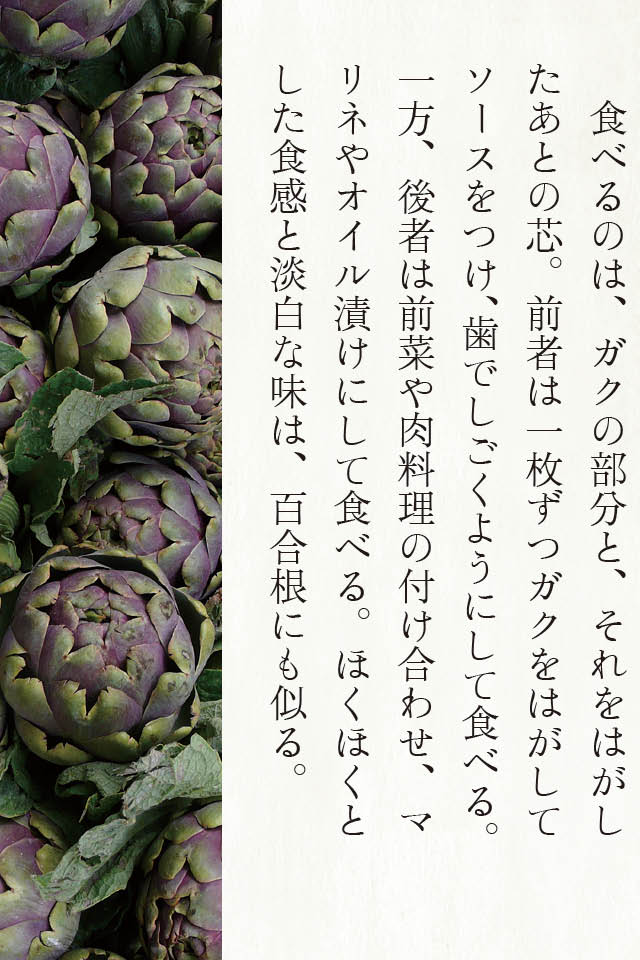 食べるのは、ガクの部分と、それをはがし
たあとの芯。前者は一枚ずつガクをはがして
ソースをつけ、歯でしごくようにして食べる。
一方、後者は前菜や肉料理の付け合わせ、マ
リネやオイル漬けにして食べる。ほくほくと
した食感と淡白な味は、百合根にも似る。